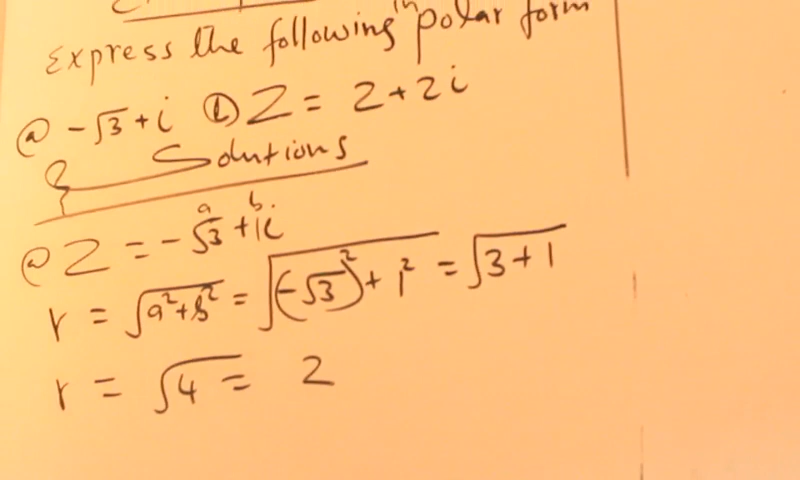 Express the following in polar form
ⓐ -√3 + i ⓑ Z = 2+2i
Solutions
a b
ⓐ Z = -√3 + 1i
r = √(a²+b²) = √((-√3)² + 1²) = √(3+1)
r = √4 = 2